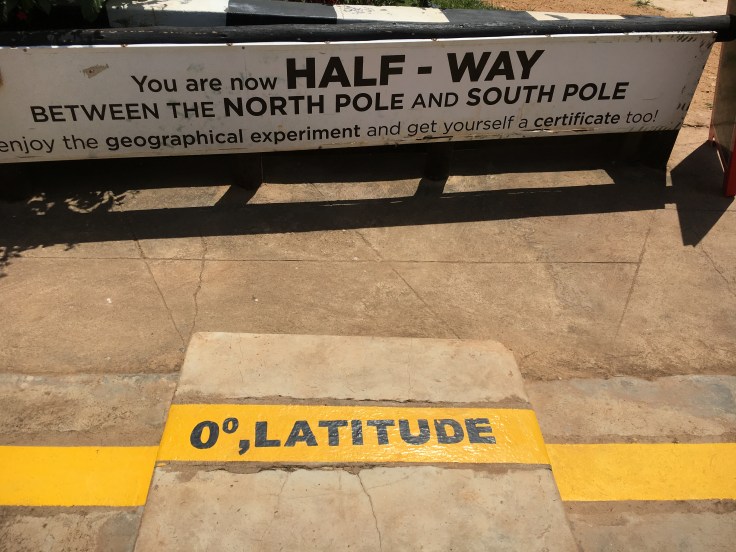 You are now HALF - WAY
BETWEEN THE NORTH POLE AND SOUTH POLE
enjoy the geographical experiment and get yourself a certificate too!
0⁰,LATITUDE